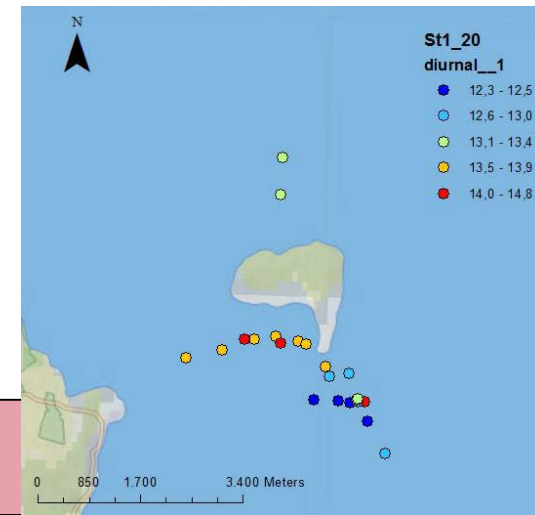 N
St1_20
diurnal__1
12,3 - 12,5
12,6 - 13,0
13,1 - 13,4
13,5 - 13,9
14,0 - 14,8
0 850 1.700 3.400 Meters